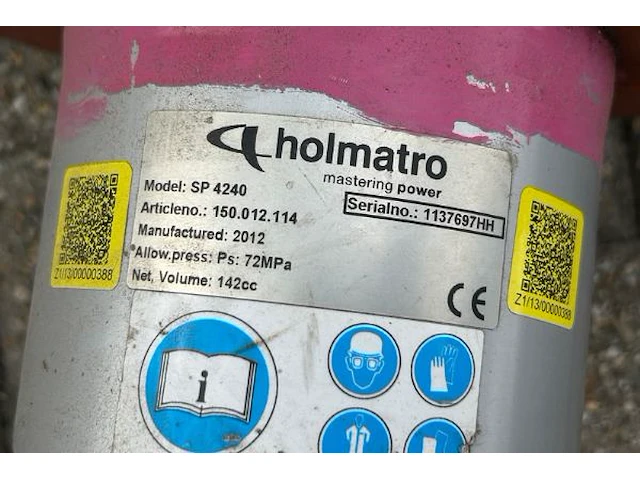 holmatro
mastering power
Model: SP 4240
Articleno.: 150.012.114
Serialno.: 1137697HH
Manufactured: 2012
Allow.press: Ps: 72MPa
Net, Volume: 142cc
CE
Z1/13/00000388
Z1/13/00000388
i